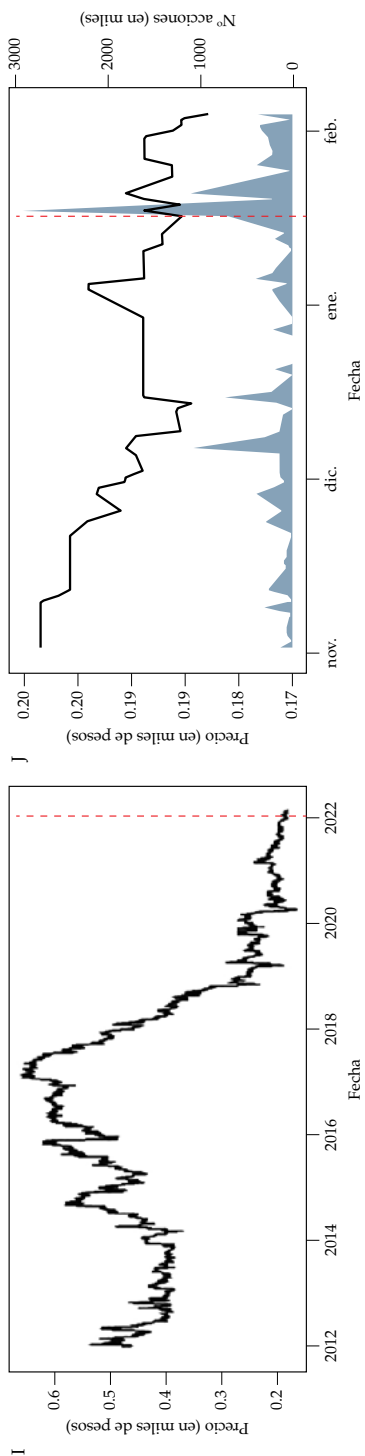 I
Precio (en miles de pesos)
0.6
0.5
0.4
0.3
0.2
2012
2014
2016
2018
2020
2022
Fecha
J
Precio (en miles de pesos)
0.20
0.20
0.19
0.19
0.18
0.17
nov.
dic.
ene.
feb.
Fecha
Nº acciones (en miles)
3000
2000
1000
0